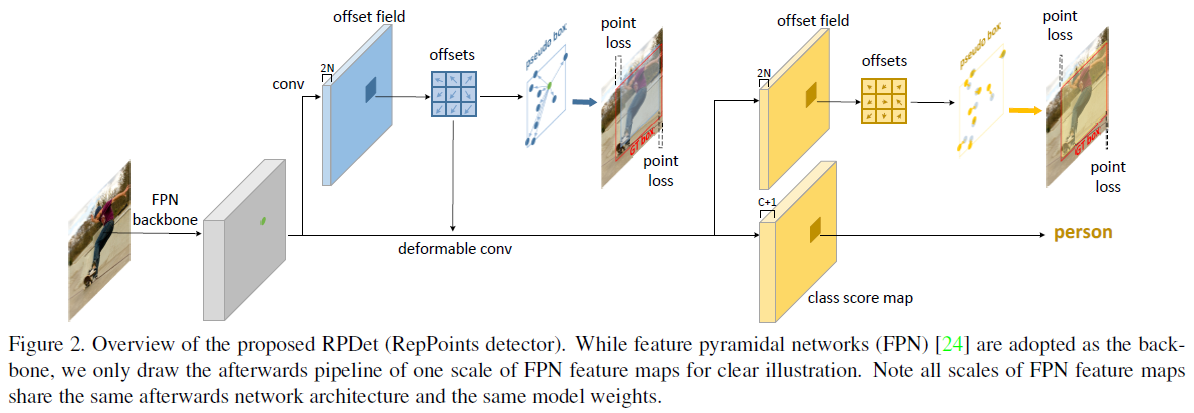 offset field
2N
conv
offsets
pseudo box
point
loss
GT box
point
loss
FPN
backbone
deformable conv
offset field
2N
offsets
pseudo box
point
loss
GT box
point
loss
C+1
class score map
person
Figure 2. Overview of the proposed RPDet (RepPoints detector). While feature pyramidal networks (FPN) [24] are adopted as the back-
bone, we only draw the afterwards pipeline of one scale of FPN feature maps for clear illustration. Note all scales of FPN feature maps
share the same afterwards network architecture and the same model weights.